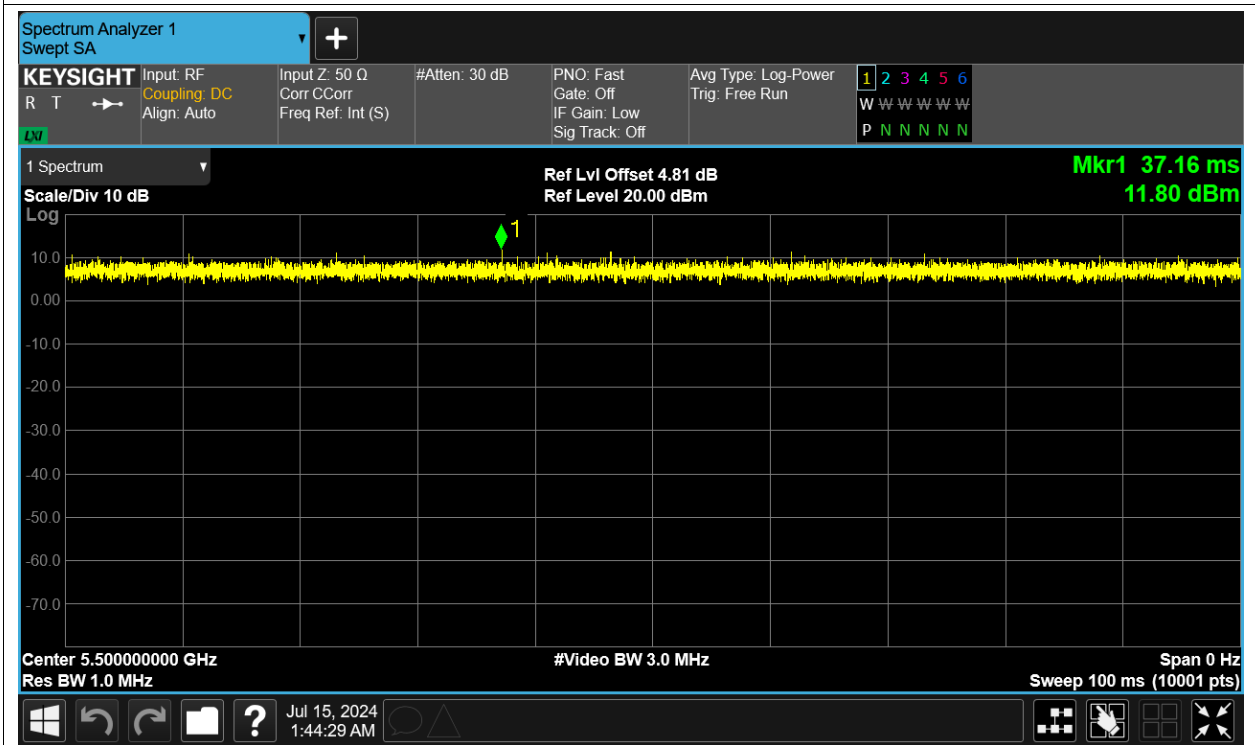 Spectrum Analyzer 1
Swept SA
+
KEYSIGHT
R T
LXI
Input: RF
Coupling: DC
Align: Auto
Input Z: 50 Ω
Corr CCorr
Freq Ref: Int (S)
#Atten: 30 dB
PNO: Fast
Gate: Off
IF Gain: Low
Sig Track: Off
Avg Type: Log-Power
Trig: Free Run
1 2 3 4 5 6
W W W W W W
P N N N N N
1 Spectrum
Scale/Div 10 dB
Ref Lvl Offset 4.81 dB
Ref Level 20.00 dBm
Mkr1 37.16 ms
11.80 dBm
Log
1
10.0
0.00
-10.0
-20.0
-30.0
-40.0
-50.0
-60.0
-70.0
Center 5.500000000 GHz
#Video BW 3.0 MHz
Span 0 Hz
Res BW 1.0 MHz
Sweep 100 ms (10001 pts)
?
Jul 15, 2024
1:44:29 AM